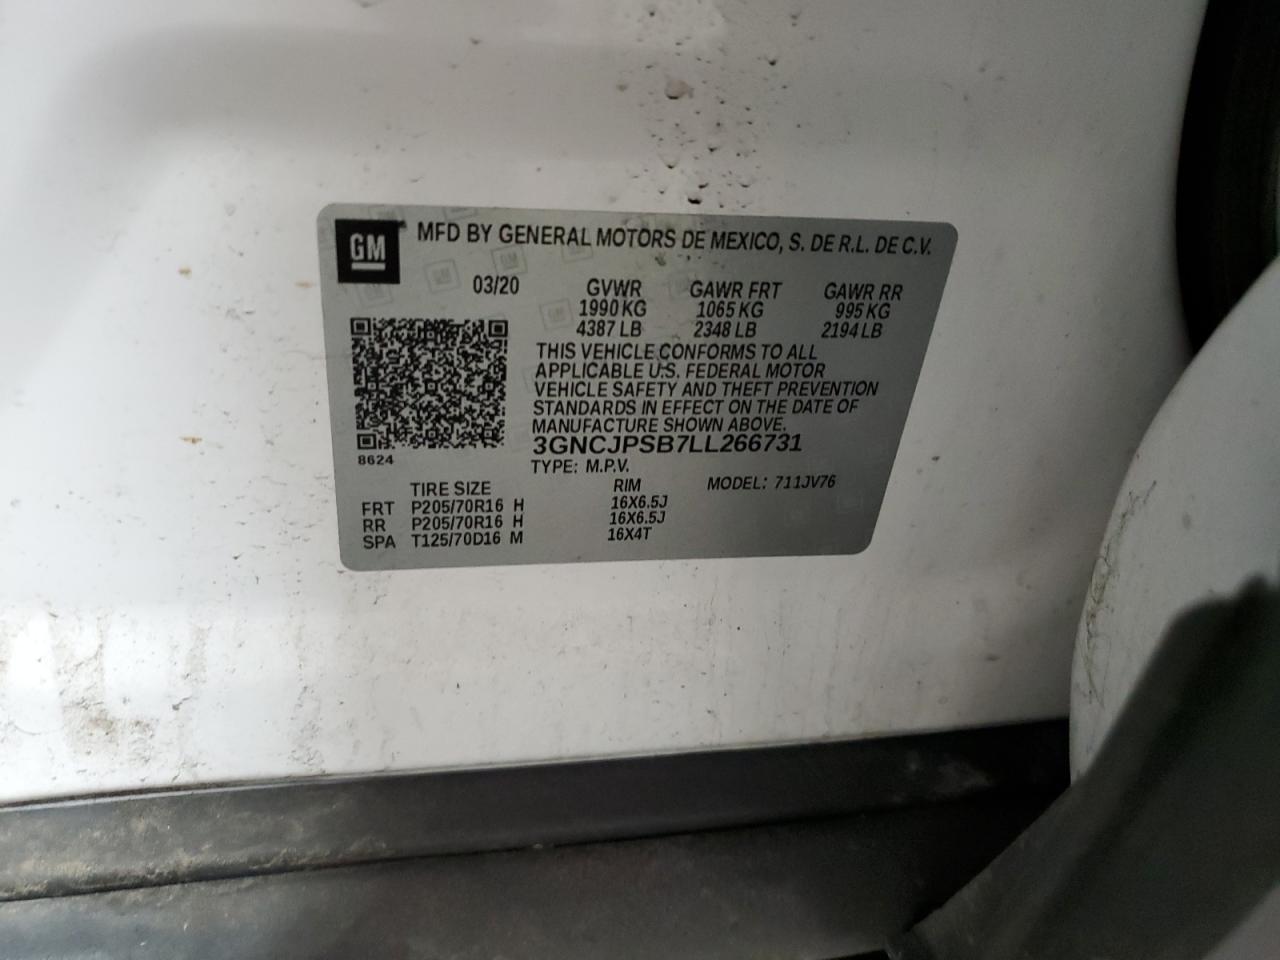 GM MFD BY GENERAL MOTORS DE MEXICO, S. DE R.L. DE C.V.
03/20 GVWR GAWR FRT GAWR RR
1990 KG 1065 KG 995 KG
4387 LB 2348 LB 2194 LB
THIS VEHICLE CONFORMS TO ALL
APPLICABLE U.S. FEDERAL MOTOR
VEHICLE SAFETY AND THEFT PREVENTION
STANDARDS IN EFFECT ON THE DATE OF
MANUFACTURE SHOWN ABOVE.
3GNCJPSB7LL266731
8624
TYPE: M.P.V.
TIRE SIZE RIM MODEL: 711JV76
FRT P205/70R16 H 16X6.5J
RR P205/70R16 H 16X6.5J
SPA T125/70D16 M 16X4T